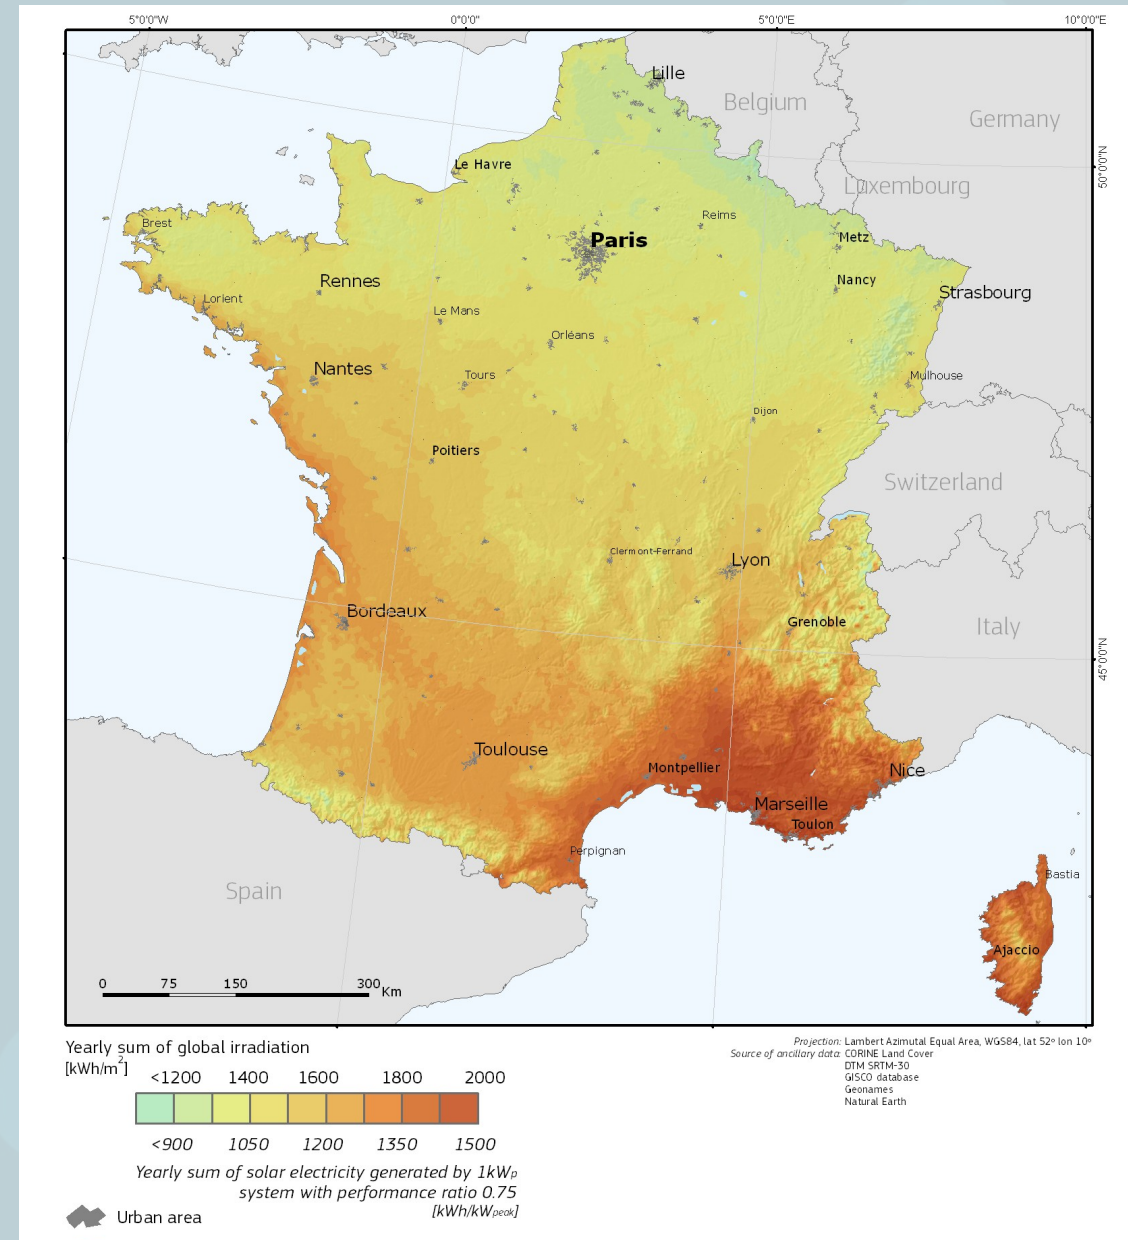 5°0'0"W 0°0'0" 5°0'0"E 10°0'0"E
Lille
Belgium
Germany
50°0'0"N
Le Havre
Luxembourg
Reims
Brest
Metz
Paris
Nancy
Rennes
Strasbourg
Lorient
Le Mans
Orléans
Nantes
Tours
Mulhouse
Dijon
Poitiers
Switzerland
Clermont-Ferrand
Lyon
Bordeaux
Grenoble
Italy
45°0'0"N
Toulouse
Montpellier
Nice
Marseille
Toulon
Perpignan
Bastia
Spain
Ajaccio
0 75 150 300 Km
Yearly sum of global irradiation
[kWh/m2]
<1200 1400 1600 1800 2000
<900 1050 1200 1350 1500
Yearly sum of solar electricity generated by 1kWp
system with performance ratio 0.75
[kWh/kWpeak]
Urban area
Projection: Lambert Azimutal Equal Area, WGS84, lat 52º lon 10º
Source of ancillary data: CORINE Land Cover
DTM SRTM-30
GISCO database
Geonames
Natural Earth